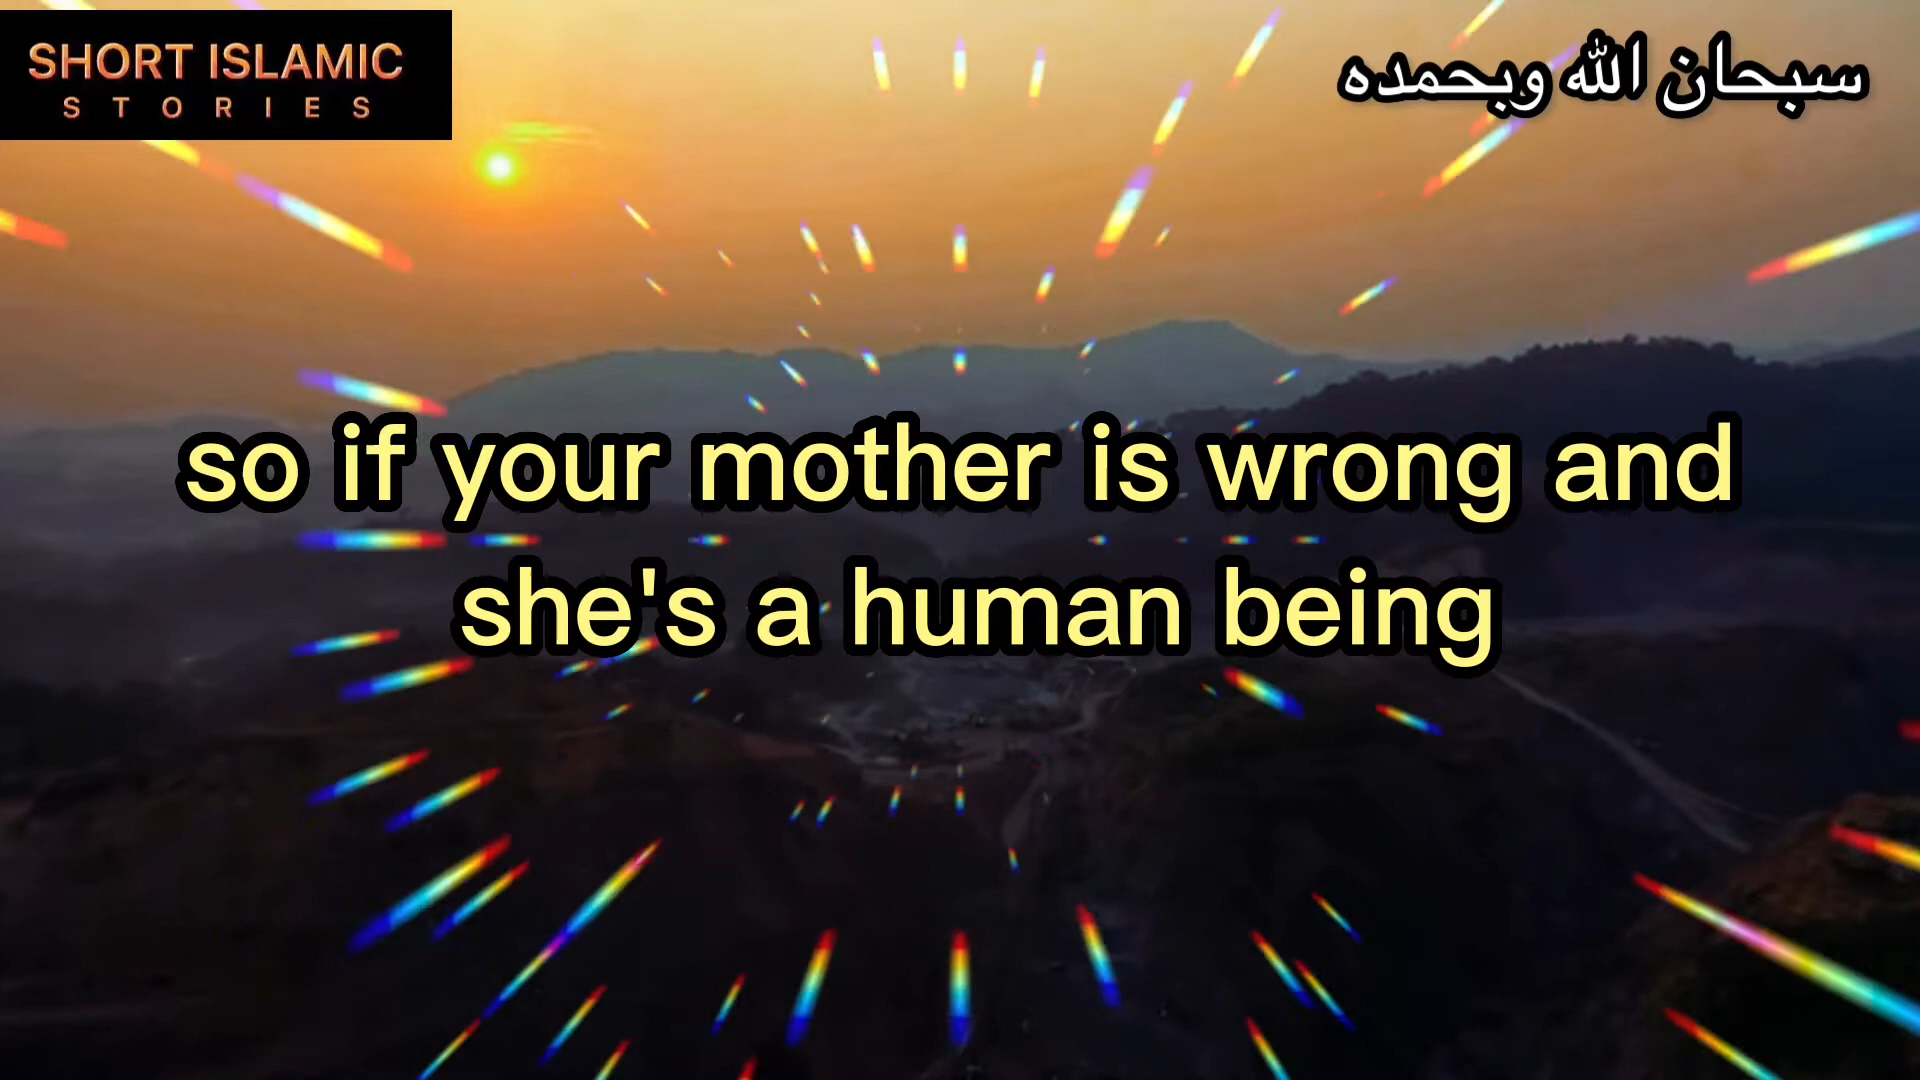 SHORT ISLAMIC
STORIES
سبحان الله وبحمده
so if your mother is wrong and
she's a human being